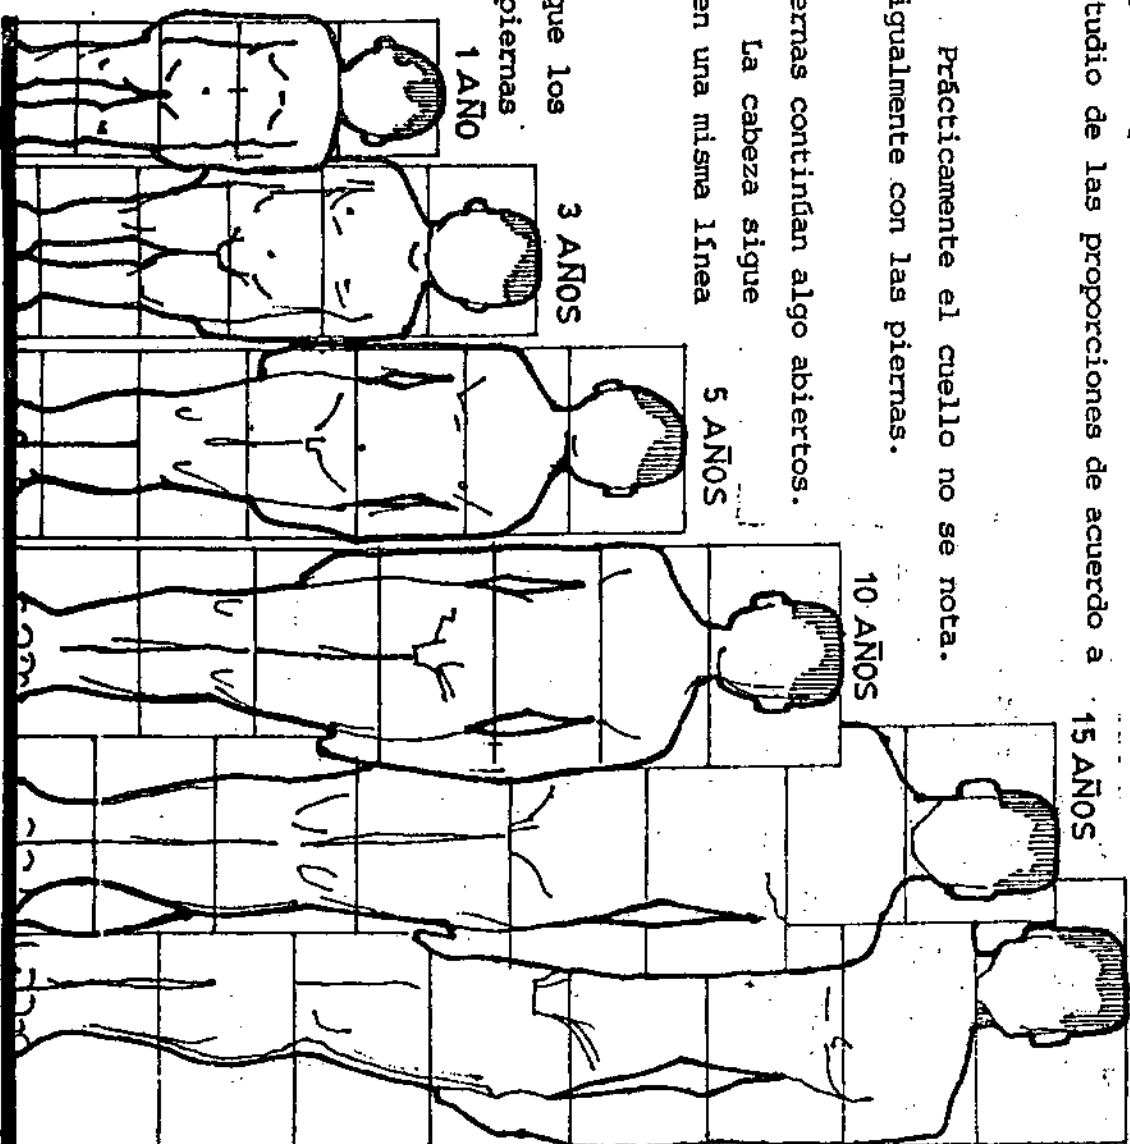 tudio de las proporciones de acuerdo a
15 AÑOS
Prácticamente el cuello no se nota.
igualmente con las piernas.
10 AÑOS
ernas continúan algo abiertos.
La cabeza sigue
5 AÑOS
en una misma línea
3 AÑOS
que los
piernas
1 AÑO